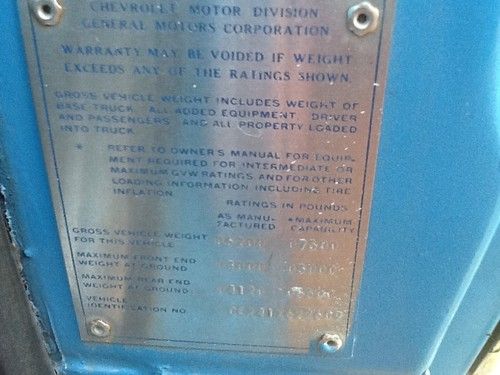 CHEVROLET MOTOR DIVISION
GENERAL MOTORS CORPORATION
WARRANTY MAY BE VOIDED IF WEIGHT
EXCEEDS ANY OF THE RATINGS SHOWN.
GROSS VEHICLE WEIGHT INCLUDES WEIGHT OF
BASE TRUCK, ALL ADDED EQUIPMENT, DRIVER
AND PASSENGERS AND ALL PROPERTY LOADED
INTO TRUCK.
* REFER TO OWNER'S MANUAL FOR EQUIP-
MENT REQUIRED FOR INTERMEDIATE OR
MAXIMUM GVW RATINGS, AND FOR OTHER
LOADING INFORMATION INCLUDING TIRE
INFLATION.
RATINGS IN POUNDS
AS MANU- *MAXIMUM
FACTURED CAPABILITY
GROSS VEHICLE WEIGHT
FOR THIS VEHICLE
MAXIMUM FRONT END
WEIGHT AT GROUND
MAXIMUM REAR END
WEIGHT AT GROUND
VEHICLE
IDENTIFICATION NO.